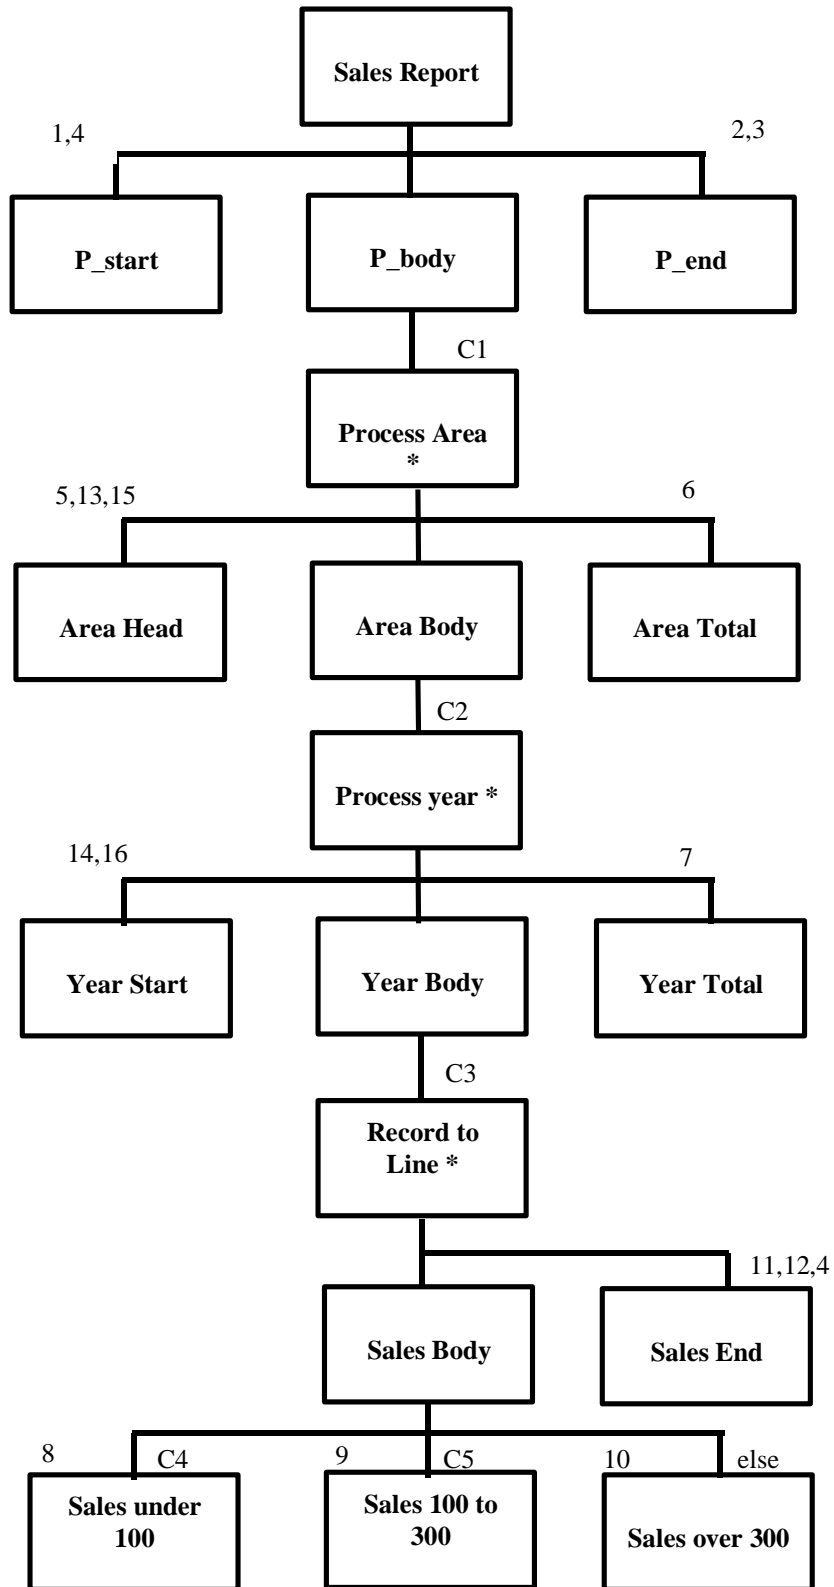 Sales Report
1,4
2,3
P_start
P_body
P_end
C1
Process Area
*
5,13,15
6
Area Head
Area Body
Area Total
C2
Process year *
14,16
7
Year Start
Year Body
Year Total
C3
Record to
Line *
11,12,4
Sales Body
Sales End
8
C4
9
C5
10
else
Sales under
100
Sales 100 to
300
Sales over 300